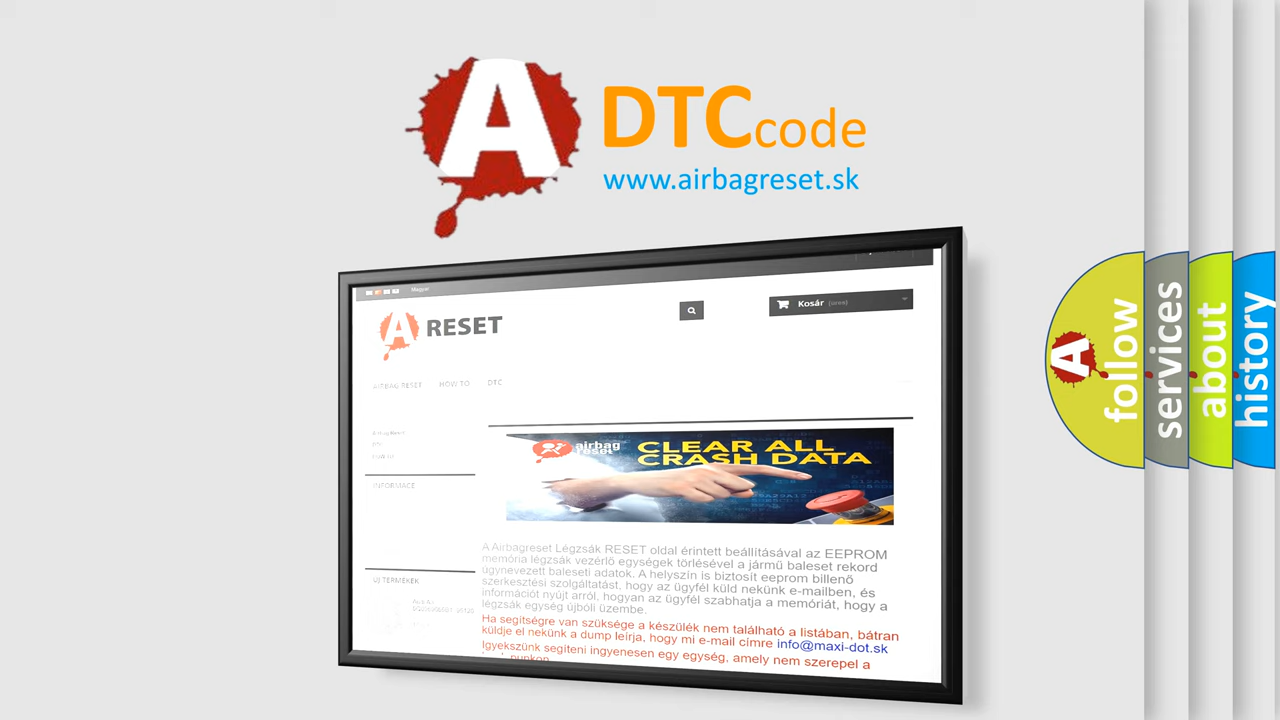 A
DTCcode
www.airbagreset.sk
Magyar
A RESET
Kosár (üres)
AIRBAG RESET HOW TO DTC
airbag
reset
CLEAR ALL
CRASH DATA
INFORMACE
A Airbagreset Légzsák RESET oldal érintett beállításával az EEPROM
memória légzsák vezérlő egységek törlésével a jármű baleset rekord
úgynevezett baleseti adatok. A helyszín is biztosít eeprom billenő
szerkesztési szolgáltatást, hogy az ügyfél küld nekünk e-mailben, és
információt nyújt arról, hogyan az ügyfél szabhatja a memóriát, hogy a
légzsák egység újbóli üzembe.
ÚJ TERMÉKEK
Ha segítségre van szüksége a készülék nem található a listában, bátran
küldje el nekünk a dump leírja, hogy mi e-mail címre info@maxi-dot.sk
Igyekszünk segíteni ingyenesen egy egység, amely nem szerepel a
A
follow
services
about
history